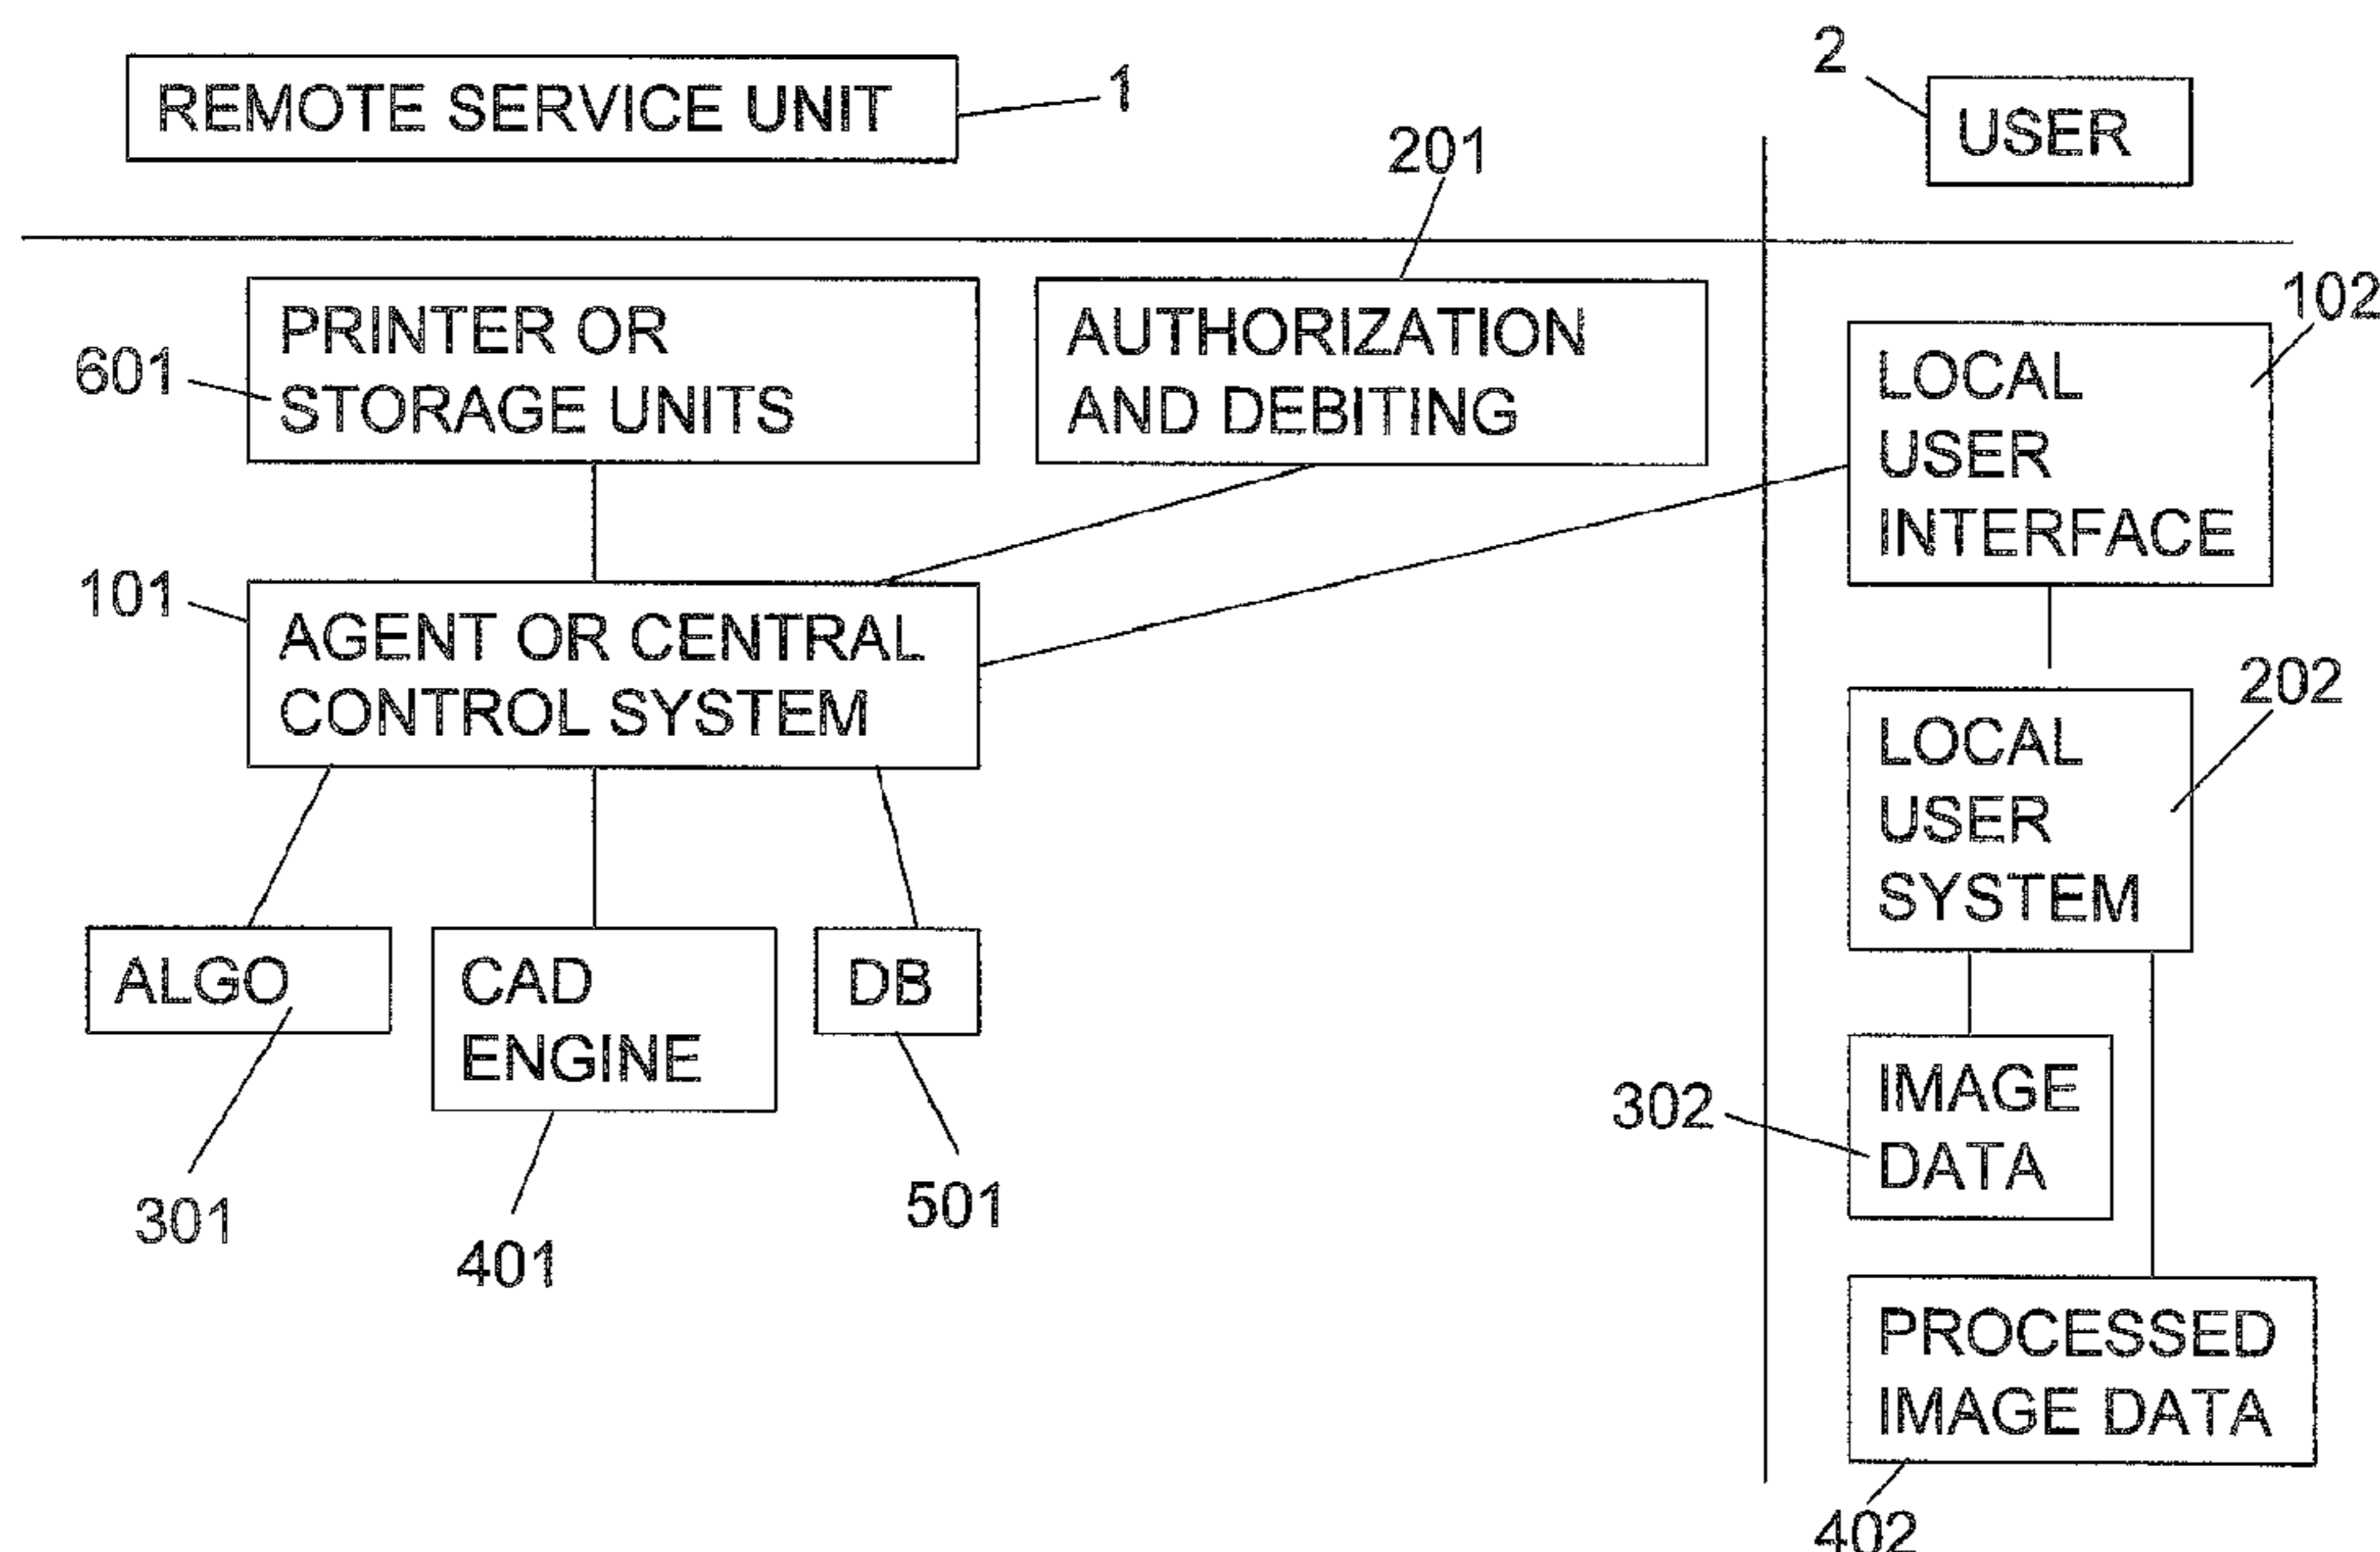 REMOTE SERVICE UNIT
1
2
USER
201
PRINTER OR
STORAGE UNITS
601
AUTHORIZATION
AND DEBITING
102
LOCAL
USER
INTERFACE
101
AGENT OR CENTRAL
CONTROL SYSTEM
202
LOCAL
USER
SYSTEM
ALGO
CAD
ENGINE
DB
301
401
501
302
IMAGE
DATA
PROCESSED
IMAGE DATA
402